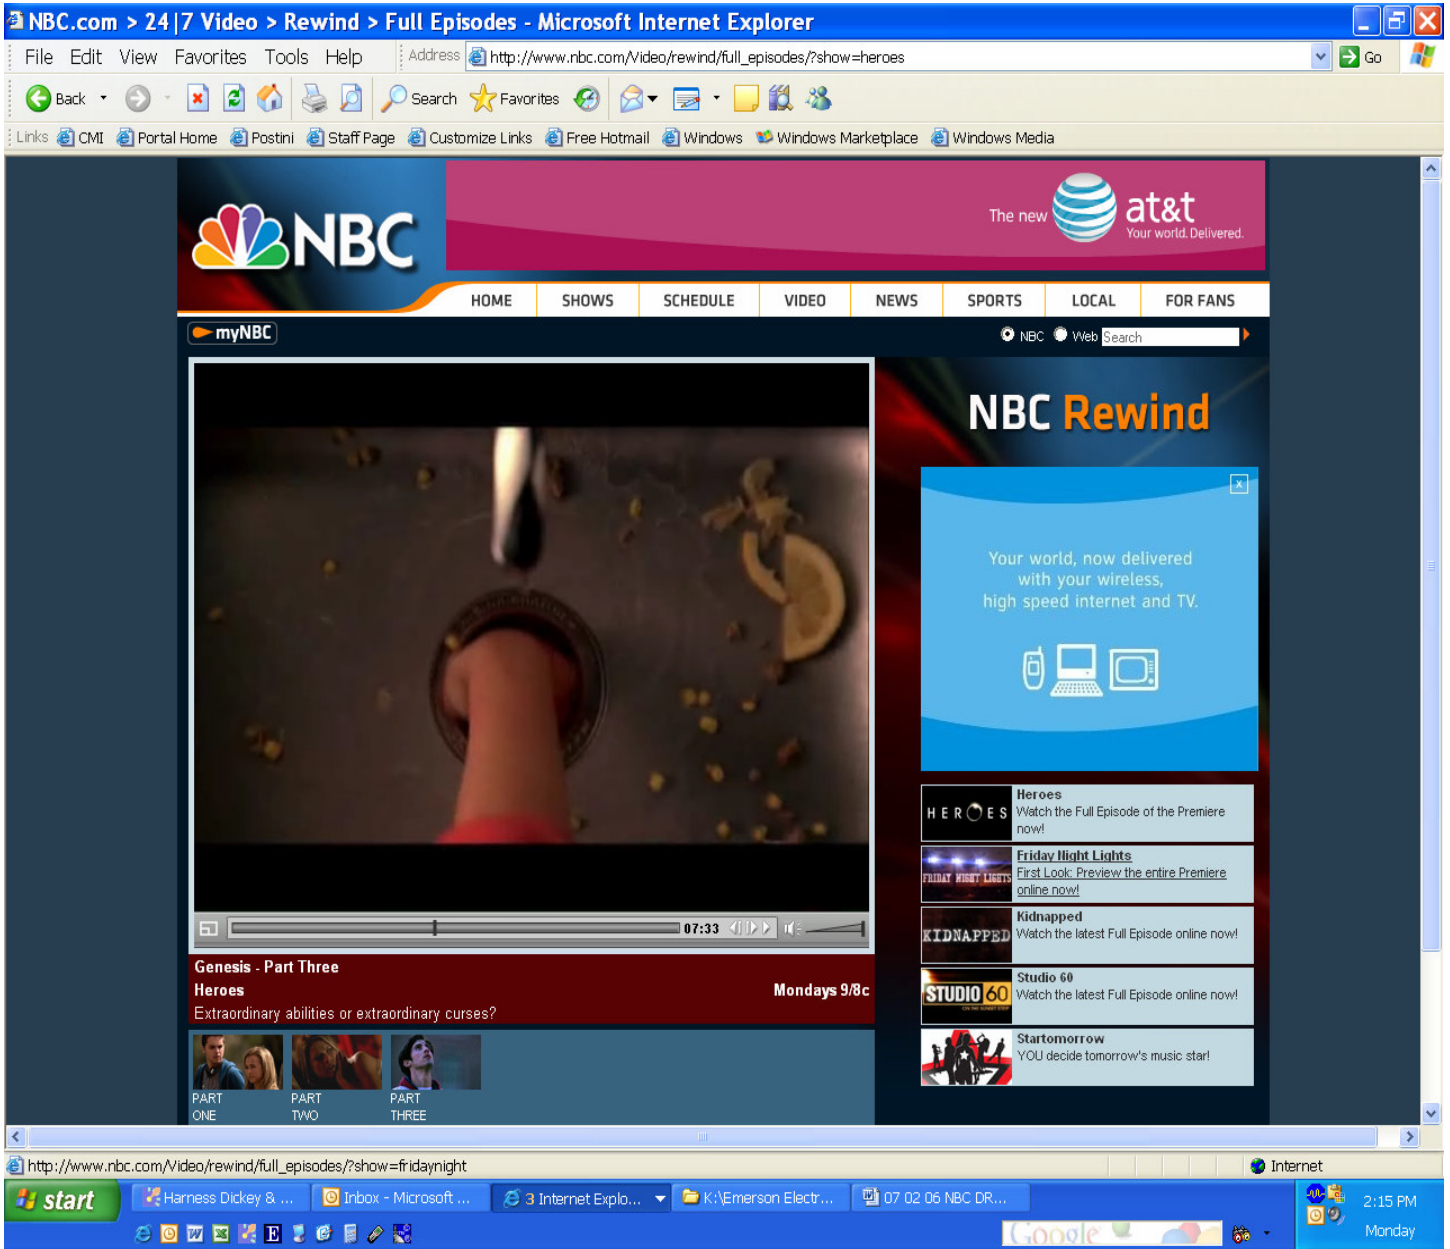 NBC.com > 24|7 Video > Rewind > Full Episodes - Microsoft Internet Explorer
File Edit View Favorites Tools Help Address http://www.nbc.com/Video/rewind/full_episodes/?show=heroes Go
Back Search Favorites
Links CMI Portal Home Postini Staff Page Customize Links Free Hotmail Windows Windows Marketplace Windows Media
NBC
The new at&t
Your world. Delivered.
HOME SHOWS SCHEDULE VIDEO NEWS SPORTS LOCAL FOR FANS
myNBC
NBC Web Search
NBC Rewind
x
Your world, now delivered
with your wireless,
high speed internet and TV.
HEROES
Heroes
Watch the Full Episode of the Premiere
now!
FRIDAY NIGHT LIGHTS
Friday Night Lights
First Look: Preview the entire Premiere
online now!
KIDNAPPED
Kidnapped
Watch the latest Full Episode online now!
STUDIO 60
ON THE SUNSET STRIP
Studio 60
Watch the latest Full Episode online now!
Startomorrow
YOU decide tomorrow's music star!
07:33
Genesis - Part Three
Heroes Mondays 9/8c
Extraordinary abilities or extraordinary curses?
PART
ONE
PART
TWO
PART
THREE
http://www.nbc.com/Video/rewind/full_episodes/?show=fridaynight Internet
start Harness Dickey & ... Inbox - Microsoft ... 3 Internet Explo... K:\Emerson Electr... 07 02 06 NBC DR... 2:15 PM
Google Monday